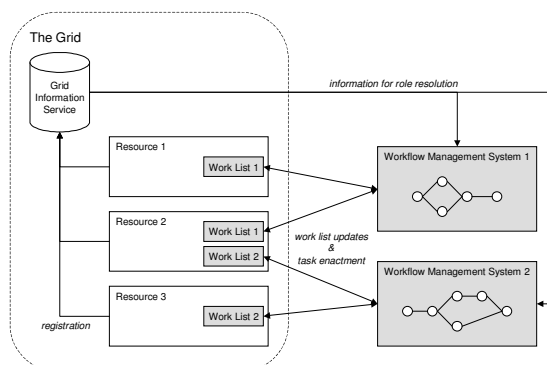 The Grid
Grid
Information
Service
information for role resolution
Resource 1
Work List 1
Workflow Management System 1
Resource 2
Work List 1
Work List 2
work list updates
&
task enactment
Workflow Management System 2
Resource 3
Work List 2
registration